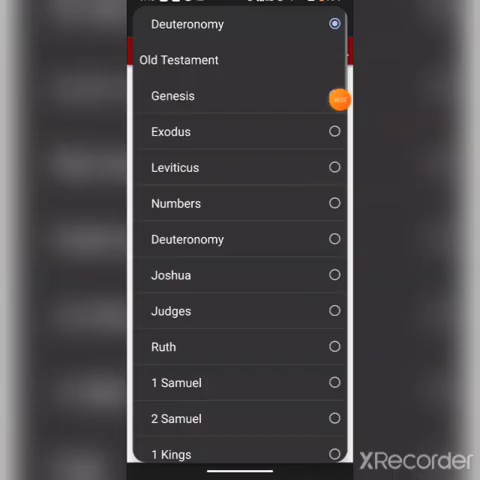 Deuteronomy
Old Testament
Genesis
Exodus
Leviticus
Numbers
Deuteronomy
Joshua
Judges
Ruth
1 Samuel
2 Samuel
1 Kings
XRecorder